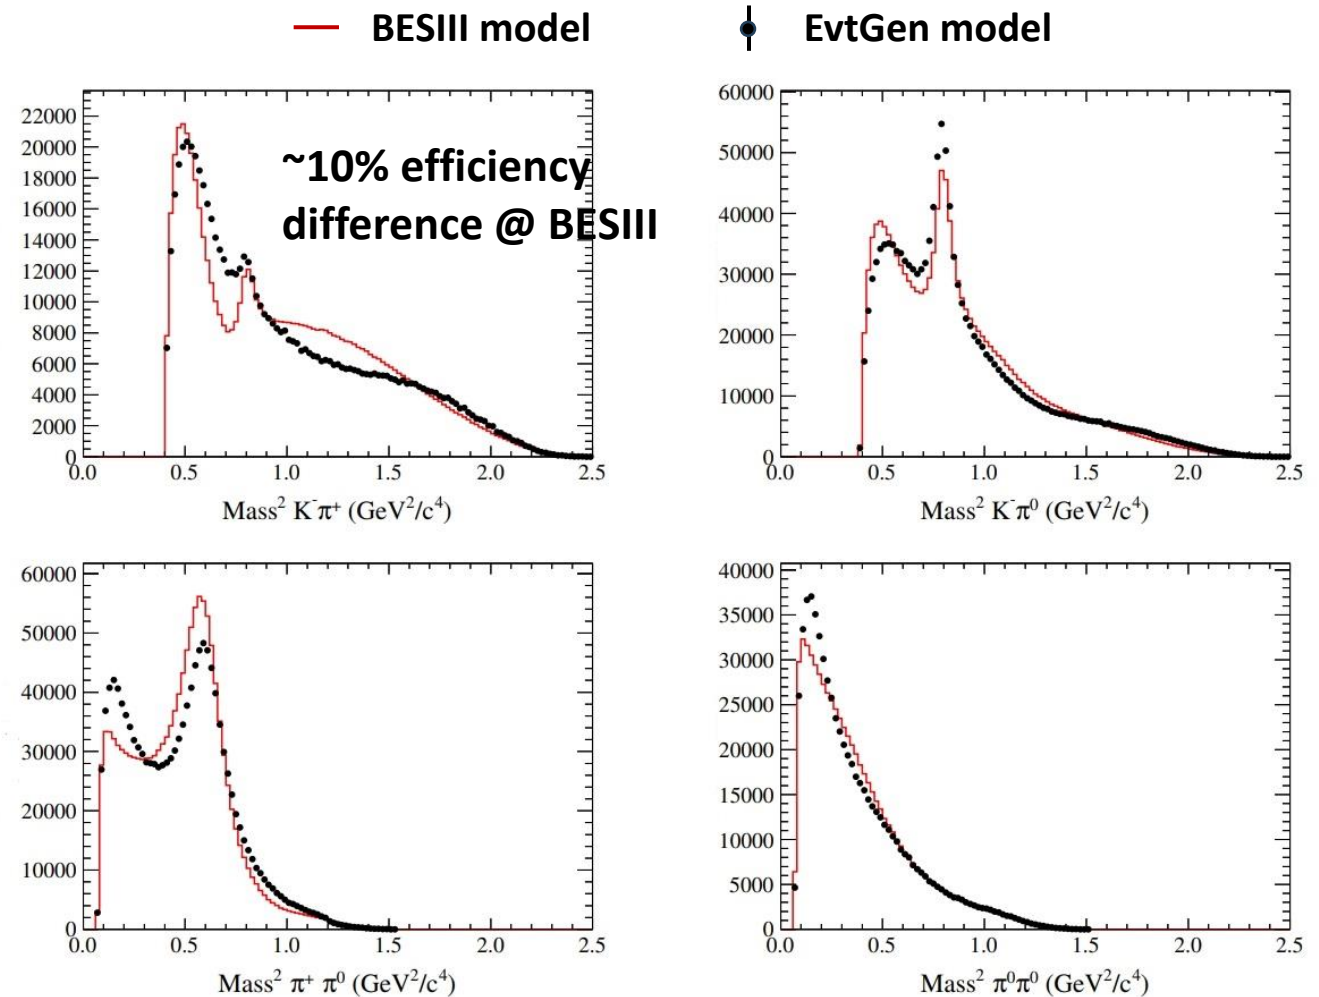 BESIII model
EvtGen model
~10% efficiency
difference @ BESIII
22000
20000
18000
16000
14000
12000
10000
8000
6000
4000
2000
0
0.0 0.5 1.0 1.5 2.0 2.5
Mass² K⁻π⁺ (GeV²/c⁴)
60000
50000
40000
30000
20000
10000
0
0.0 0.5 1.0 1.5 2.0 2.5
Mass² K⁻π⁰ (GeV²/c⁴)
60000
50000
40000
30000
20000
10000
0
0.0 0.5 1.0 1.5 2.0 2.5
Mass² π⁺ π⁰ (GeV²/c⁴)
40000
35000
30000
25000
20000
15000
10000
5000
0
0.0 0.5 1.0 1.5 2.0 2.5
Mass² π⁰π⁰ (GeV²/c⁴)